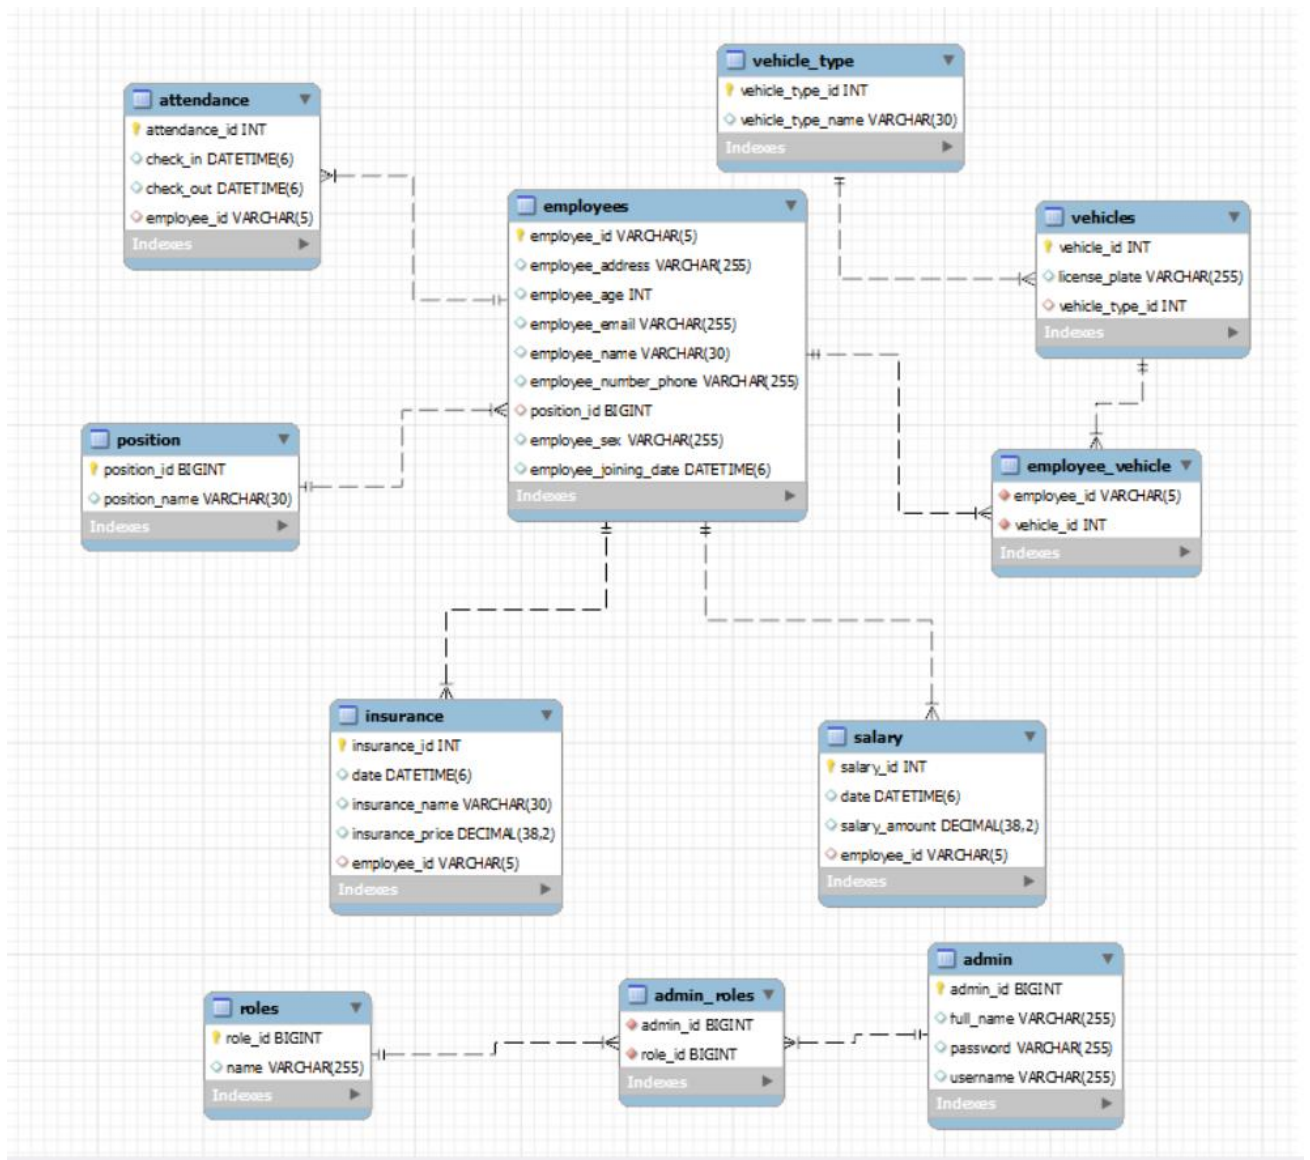 vehicle_type
vehicle_type_id INT
vehicle_type_name VARCHAR(30)
Indexes
attendance
attendance_id INT
check_in DATETIME(6)
check_out DATETIME(6)
employee_id VARCHAR(5)
Indexes
employees
employee_id VARCHAR(5)
employee_address VARCHAR(255)
employee_age INT
employee_email VARCHAR(255)
employee_name VARCHAR(30)
employee_number_phone VARCHAR(255)
position_id BIGINT
employee_sex VARCHAR(255)
employee_joining_date DATETIME(6)
Indexes
vehicles
vehicle_id INT
license_plate VARCHAR(255)
vehicle_type_id INT
Indexes
position
position_id BIGINT
position_name VARCHAR(30)
Indexes
employee_vehicle
employee_id VARCHAR(5)
vehicle_id INT
Indexes
insurance
insurance_id INT
date DATETIME(6)
insurance_name VARCHAR(30)
insurance_price DECIMAL(38,2)
employee_id VARCHAR(5)
Indexes
salary
salary_id INT
date DATETIME(6)
salary_amount DECIMAL(38,2)
employee_id VARCHAR(5)
Indexes
roles
role_id BIGINT
name VARCHAR(255)
Indexes
admin_roles
admin_id BIGINT
role_id BIGINT
Indexes
admin
admin_id BIGINT
full_name VARCHAR(255)
password VARCHAR(255)
username VARCHAR(255)
Indexes